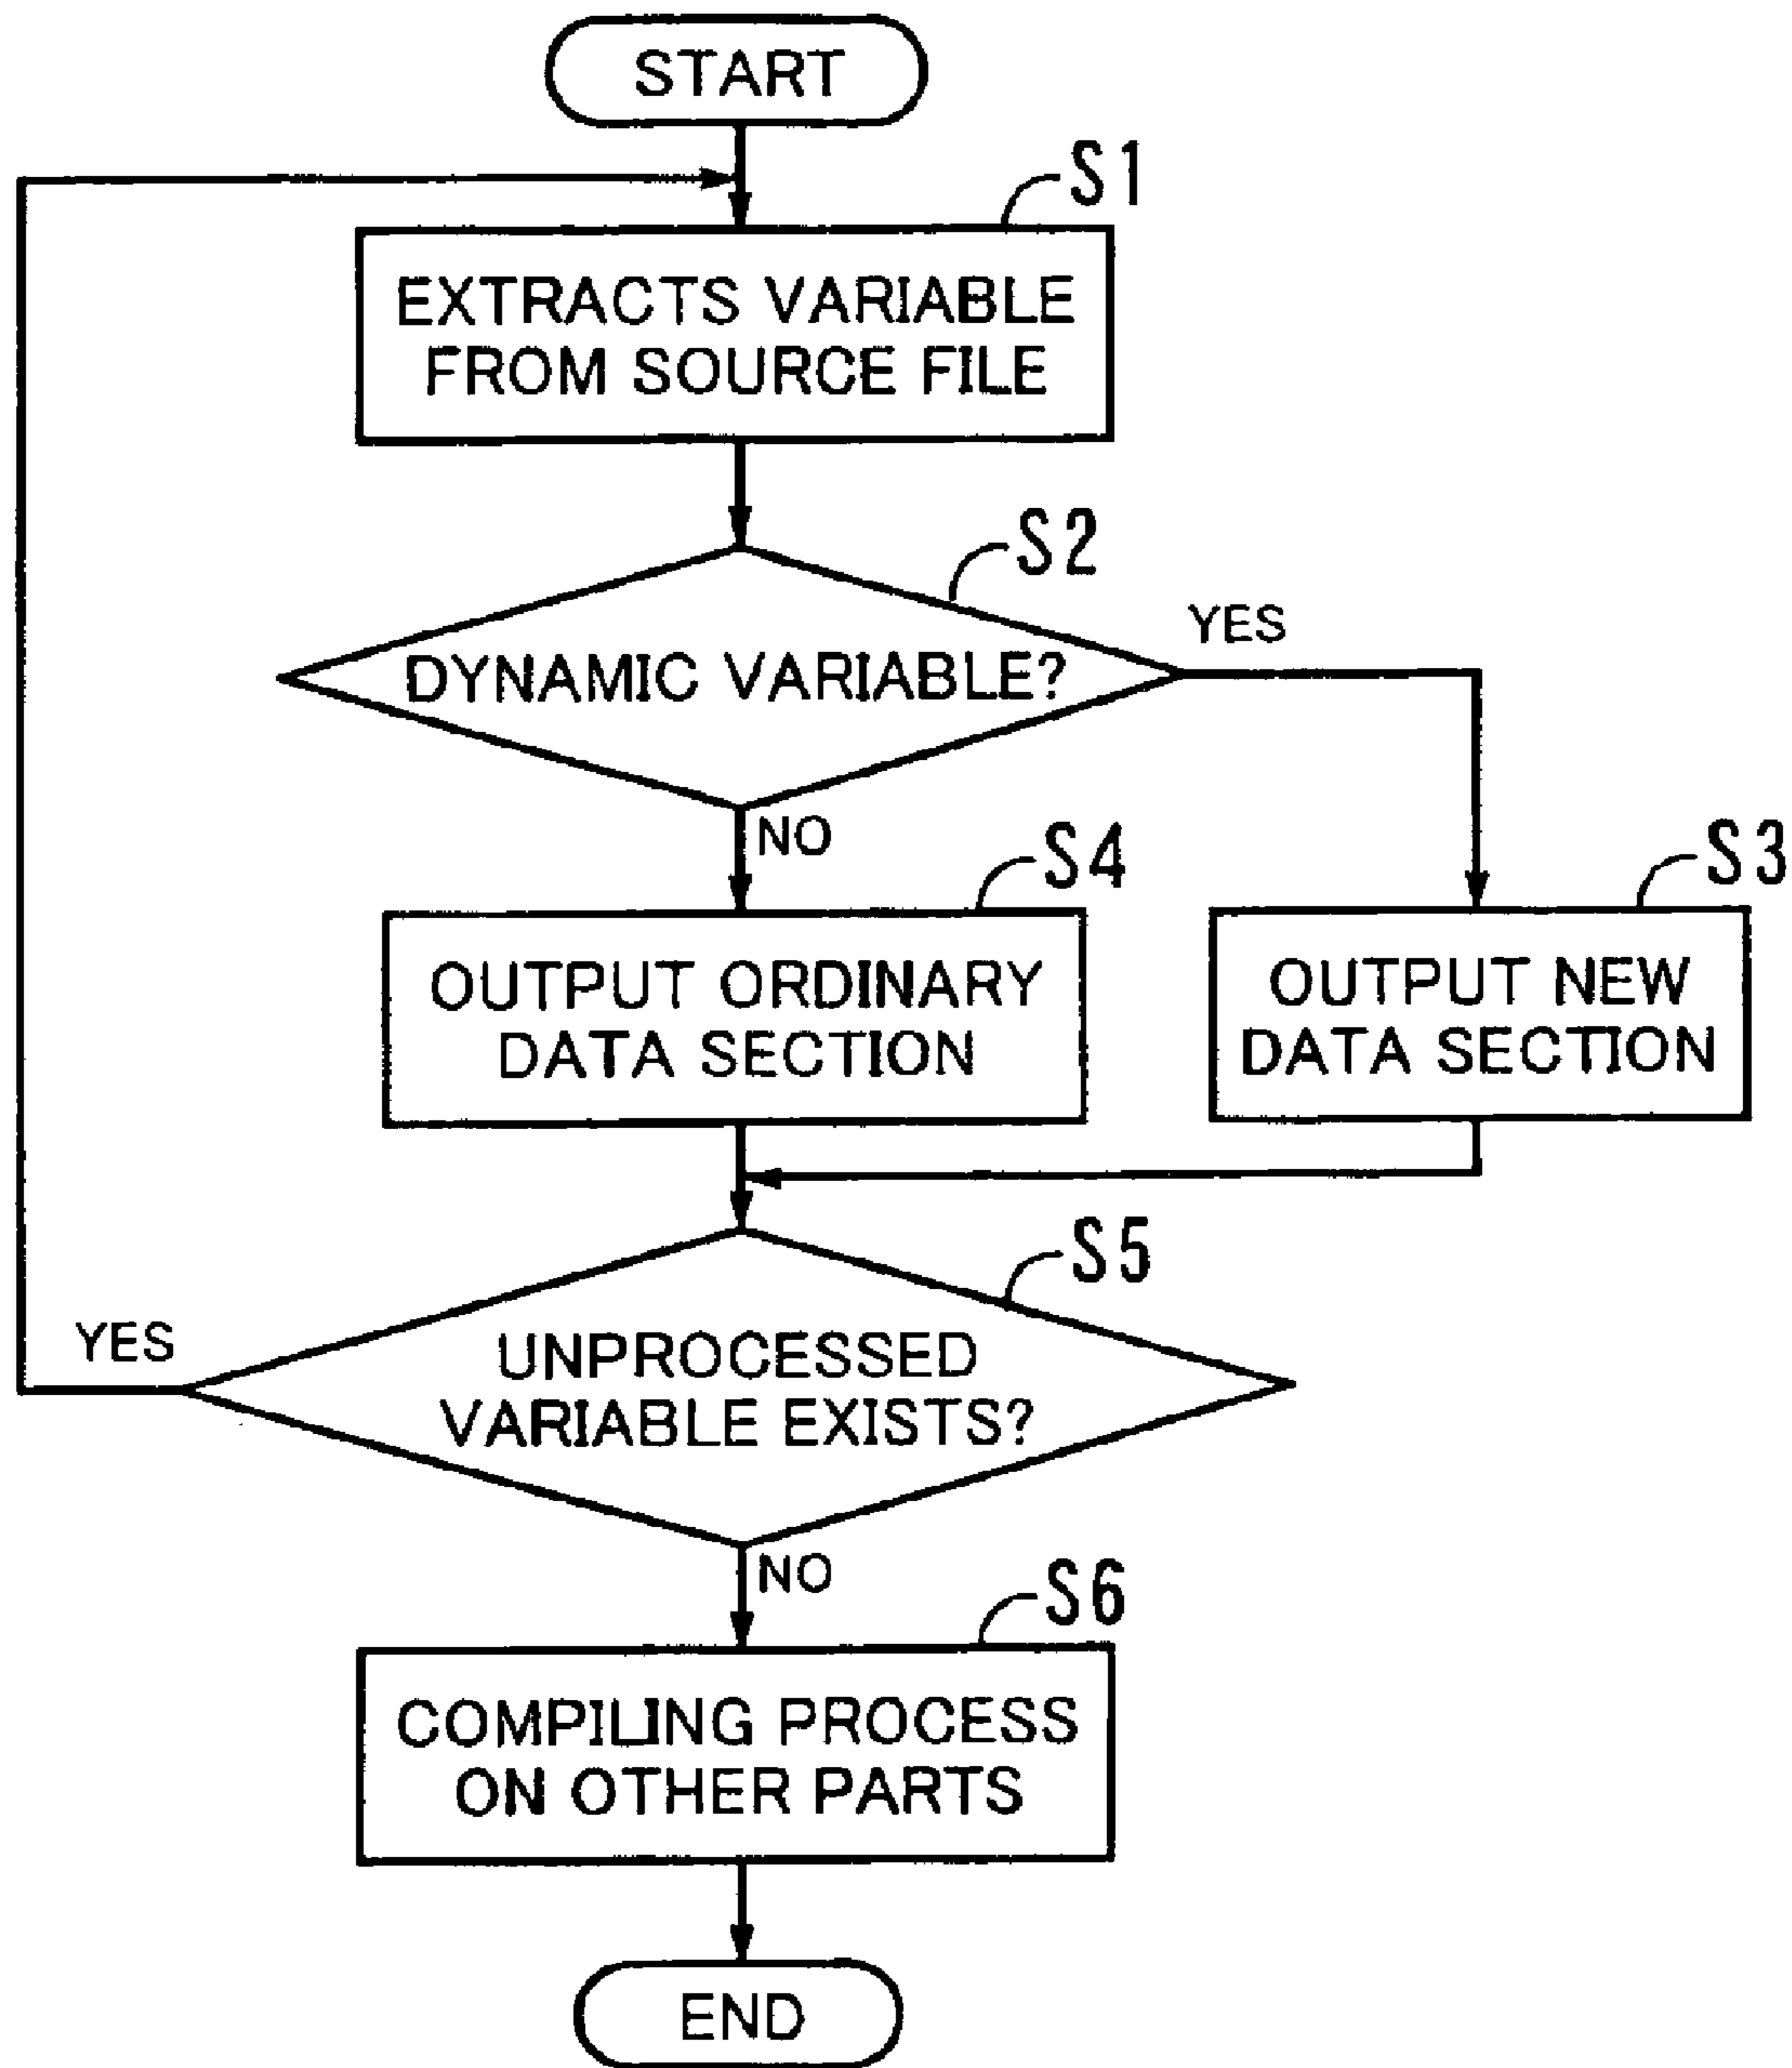 START
S1
EXTRACTS VARIABLE
FROM SOURCE FILE
S2
DYNAMIC VARIABLE?
YES
NO
S4
OUTPUT ORDINARY
DATA SECTION
S3
OUTPUT NEW
DATA SECTION
S5
UNPROCESSED
VARIABLE EXISTS?
YES
NO
S6
COMPILING PROCESS
ON OTHER PARTS
END